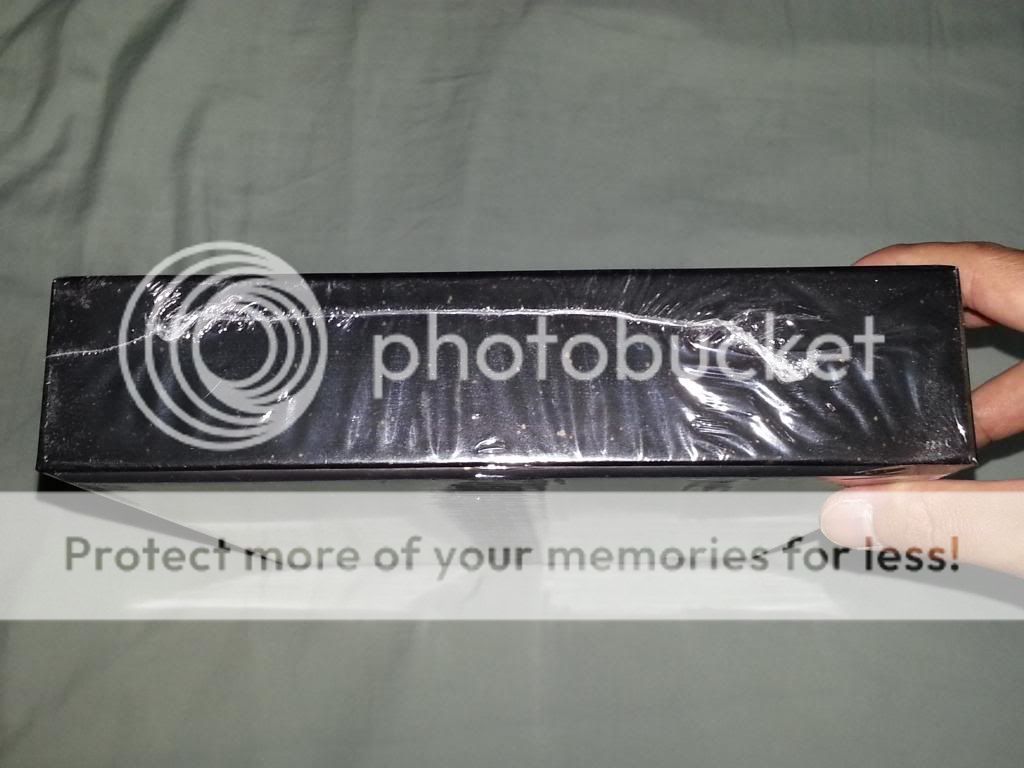 photobucket
Protect more of your memories for less!